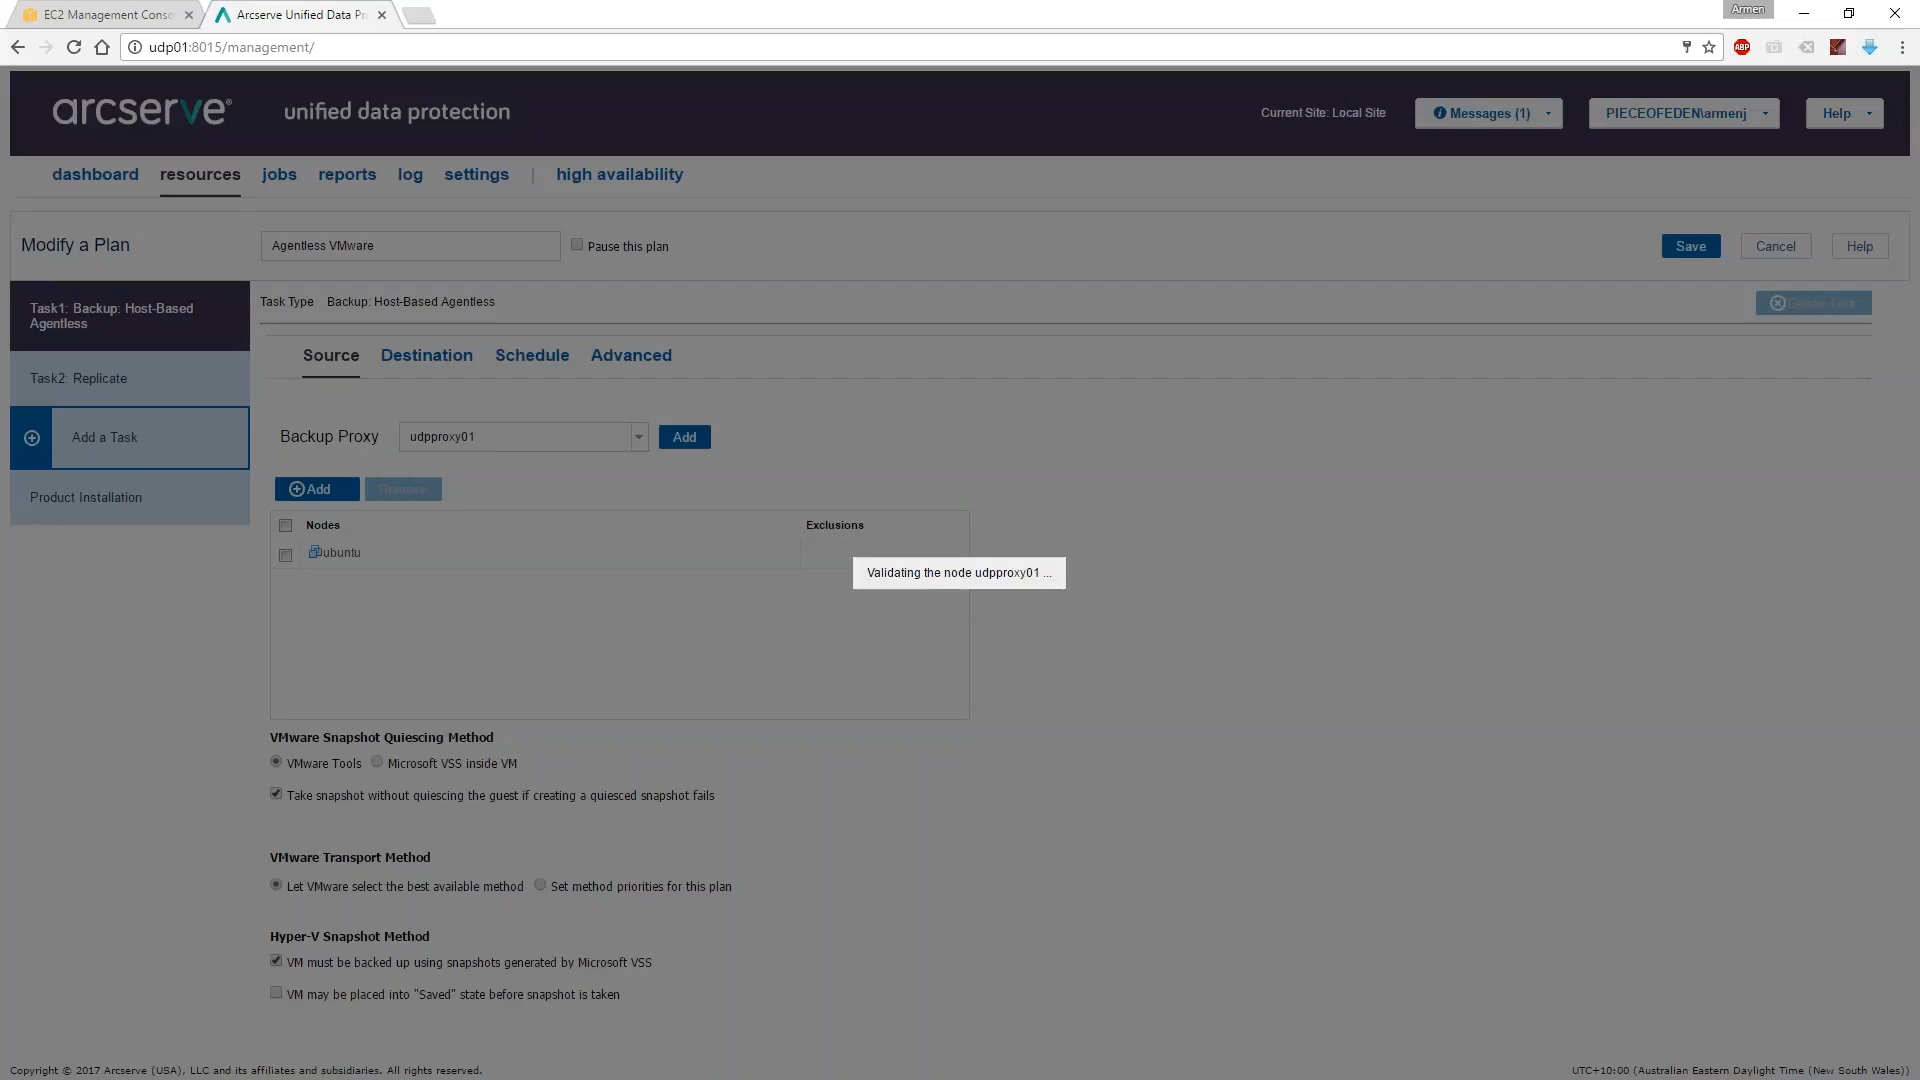 EC2 Management Conso
Arcserve Unified Data Pr
Armen
udp01:8015/management/
ABP
arcserve®
unified data protection
Current Site: Local Site
Messages (1)
PIECEOFEDEN\armenj
Help
dashboard
resources
jobs
reports
log
settings
|
high availability
Modify a Plan
Agentless VMware
Pause this plan
Save
Cancel
Help
Task1: Backup: Host-Based
Agentless
Task Type
Backup: Host-Based Agentless
Delete Task
Task2: Replicate
Add a Task
Product Installation
Source
Destination
Schedule
Advanced
Backup Proxy
udpproxy01
Add
Add
Remove
Nodes
Exclusions
ubuntu
Validating the node udpproxy01 ...
VMware Snapshot Quiescing Method
VMware Tools
Microsoft VSS inside VM
Take snapshot without quiescing the guest if creating a quiesced snapshot fails
VMware Transport Method
Let VMware select the best available method
Set method priorities for this plan
Hyper-V Snapshot Method
VM must be backed up using snapshots generated by Microsoft VSS
VM may be placed into "Saved" state before snapshot is taken
Copyright © 2017 Arcserve (USA), LLC and its affiliates and subsidiaries. All rights reserved.
UTC+10:00 (Australian Eastern Daylight Time (New South Wales))